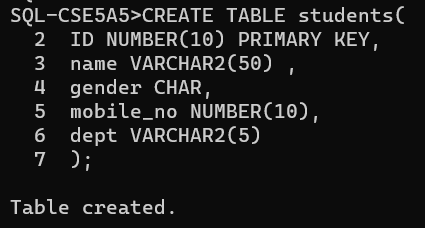 SQL-CSE5A5>CREATE TABLE students(
  2  ID NUMBER(10) PRIMARY KEY,
  3  name VARCHAR2(50) ,
  4  gender CHAR,
  5  mobile_no NUMBER(10),
  6  dept VARCHAR2(5)
  7  );
Table created.